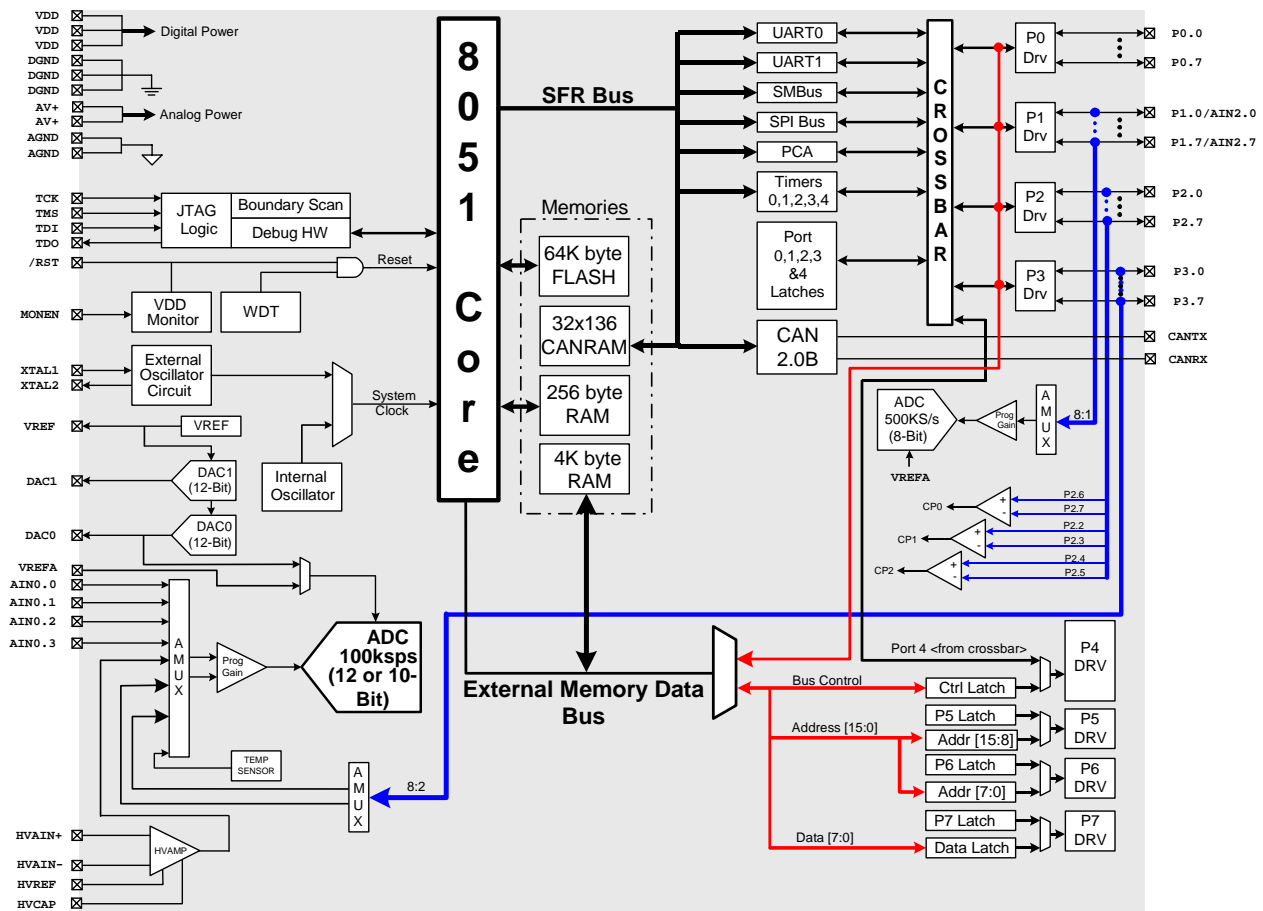 VDD
VDD
VDD
Digital Power
DGND
DGND
DGND
AV+
AV+
Analog Power
AGND
AGND
TCK
TMS
TDI
TDO
JTAG
Logic
Boundary Scan
Debug HW
/RST
Reset
MONEN
VDD
Monitor
WDT
XTAL1
XTAL2
External
Oscillator
Circuit
System
Clock
VREF
VREF
Internal
Oscillator
DAC1
DAC1
(12-Bit)
DAC0
DAC0
(12-Bit)
VREFA
AIN0.0
AIN0.1
AIN0.2
AIN0.3
A
M
U
X
Prog
Gain
ADC
100ksps
(12 or 10-
Bit)
TEMP
SENSOR
A
M
U
X
8:2
HVAIN+
HVAIN-
HVREF
HVCAP
HVAMP
8
0
5
1
C
o
r
e
SFR Bus
Memories
64K byte
FLASH
32x136
CANRAM
256 byte
RAM
4K byte
RAM
External Memory Data
Bus
UART0
UART1
SMBus
SPI Bus
PCA
Timers
0,1,2,3,4
Port
0,1,2,3
&4
Latches
CAN
2.0B
C
R
O
S
S
B
A
R
P0
Drv
P1
Drv
P2
Drv
P3
Drv
P0.0
P0.7
P1.0/AIN2.0
P1.7/AIN2.7
P2.0
P2.7
P3.0
P3.7
CANTX
CANRX
ADC
500KS/s
(8-Bit)
VREFA
Prog
Gain
A
M
U
X
8:1
CP0
+
-
P2.6
P2.7
CP1
+
-
P2.2
P2.3
CP2
+
-
P2.4
P2.5
Port 4 <from crossbar>
Bus Control
Ctrl Latch
P4
DRV
Address [15:0]
P5 Latch
Addr [15:8]
P5
DRV
P6 Latch
Addr [7:0]
P6
DRV
Data [7:0]
P7 Latch
Data Latch
P7
DRV